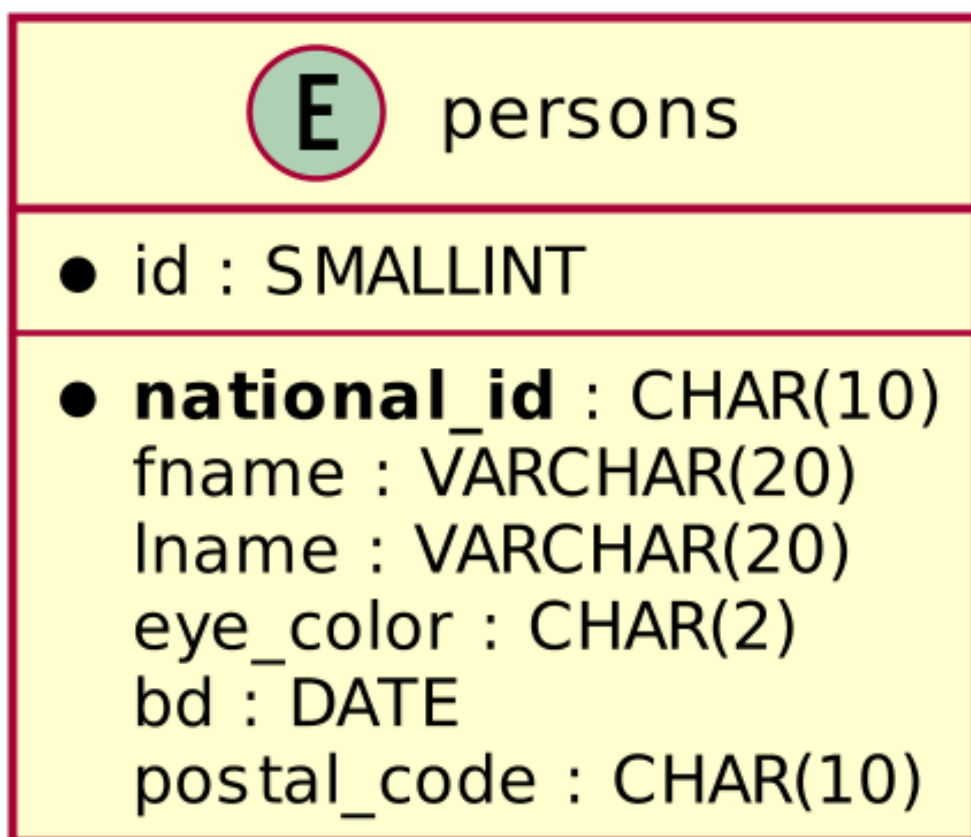 E persons
● id : SMALLINT
● national_id : CHAR(10)
fname : VARCHAR(20)
lname : VARCHAR(20)
eye_color : CHAR(2)
bd : DATE
postal_code : CHAR(10)